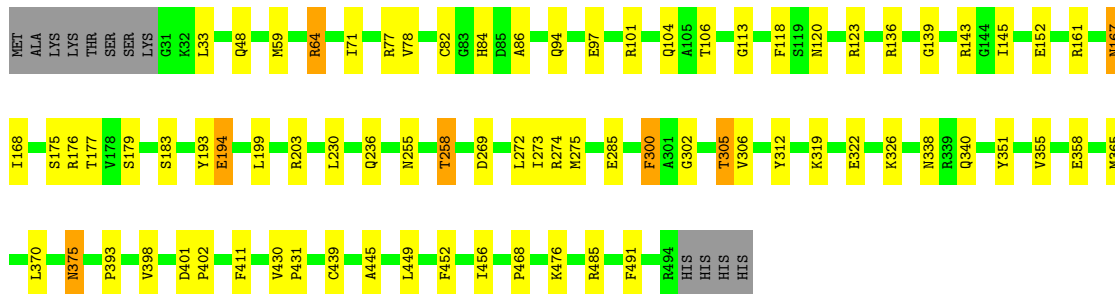 MET ALA LYS LYS THR SER SER LYS G31 K32 L33 Q48 M59 R64 I71 R77 V78 C82 G83 H84 D85 A86 Q94 E97 R101 Q104 A105 T106 G113 F118 S119 N120 R123 R136 G139 R143 G144 I145 E152 R161 N167
I168 S175 R176 T177 V178 S179 S183 Y193 E194 L199 R203 L230 Q236 N255 T258 D269 L272 I273 R274 M275 E285 F300 A301 G302 T305 V306 Y312 K319 E322 K326 N338 R339 Q340 Y351 V355 E358 M365
L370 N375 P393 V398 D401 P402 F411 V430 P431 C439 A445 L449 F452 I456 P468 K476 R485 F491 R494 HIS HIS HIS HIS